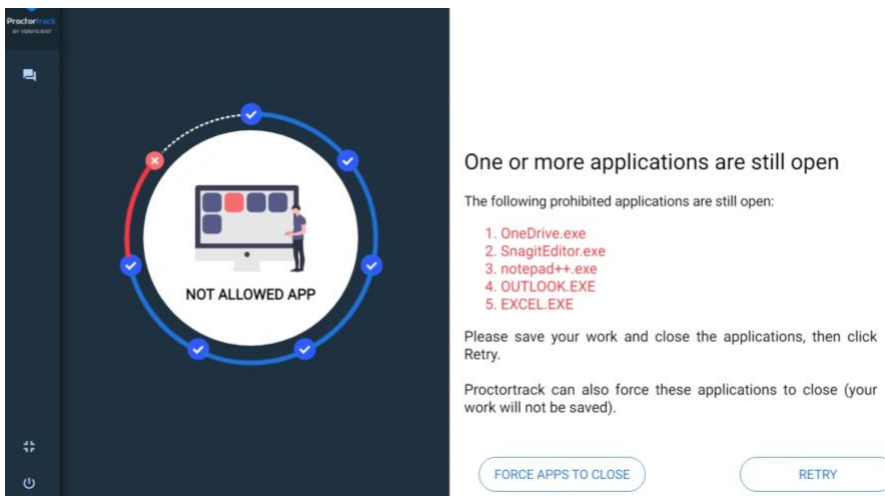 Proctortrack
BY VERIFICIENT
NOT ALLOWED APP
One or more applications are still open
The following prohibited applications are still open:
1. OneDrive.exe
2. SnagitEditor.exe
3. notepad++.exe
4. OUTLOOK.EXE
5. EXCEL.EXE
Please save your work and close the applications, then click
Retry.
Proctortrack can also force these applications to close (your
work will not be saved).
FORCE APPS TO CLOSE
RETRY